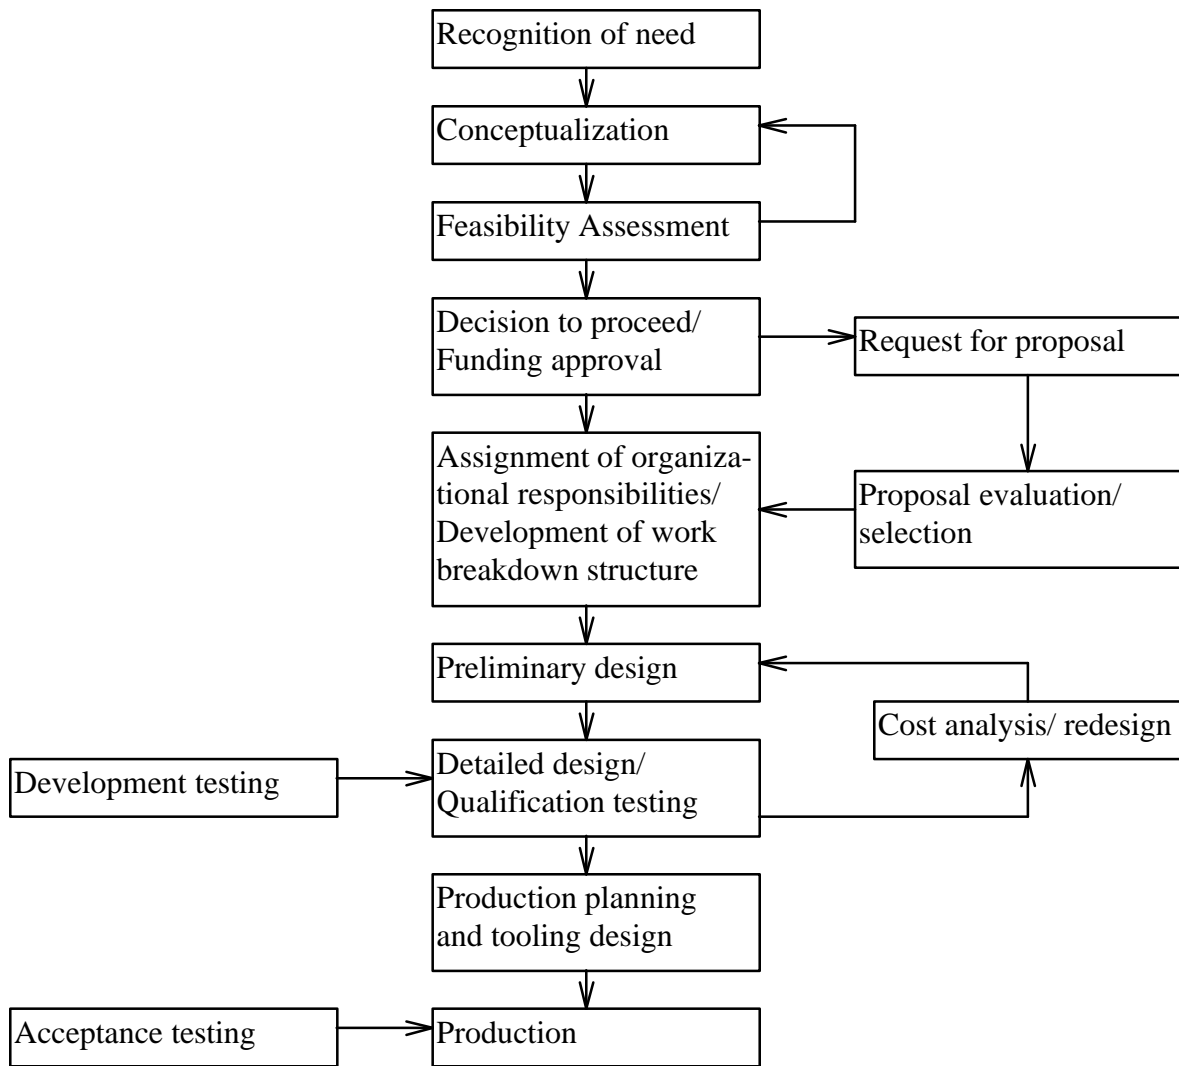 Recognition of need
Conceptualization
Feasibility Assessment
Decision to proceed/
Funding approval
Request for proposal
Assignment of organiza-
tional responsibilities/
Development of work
breakdown structure
Proposal evaluation/
selection
Preliminary design
Cost analysis/ redesign
Development testing
Detailed design/
Qualification testing
Production planning
and tooling design
Acceptance testing
Production